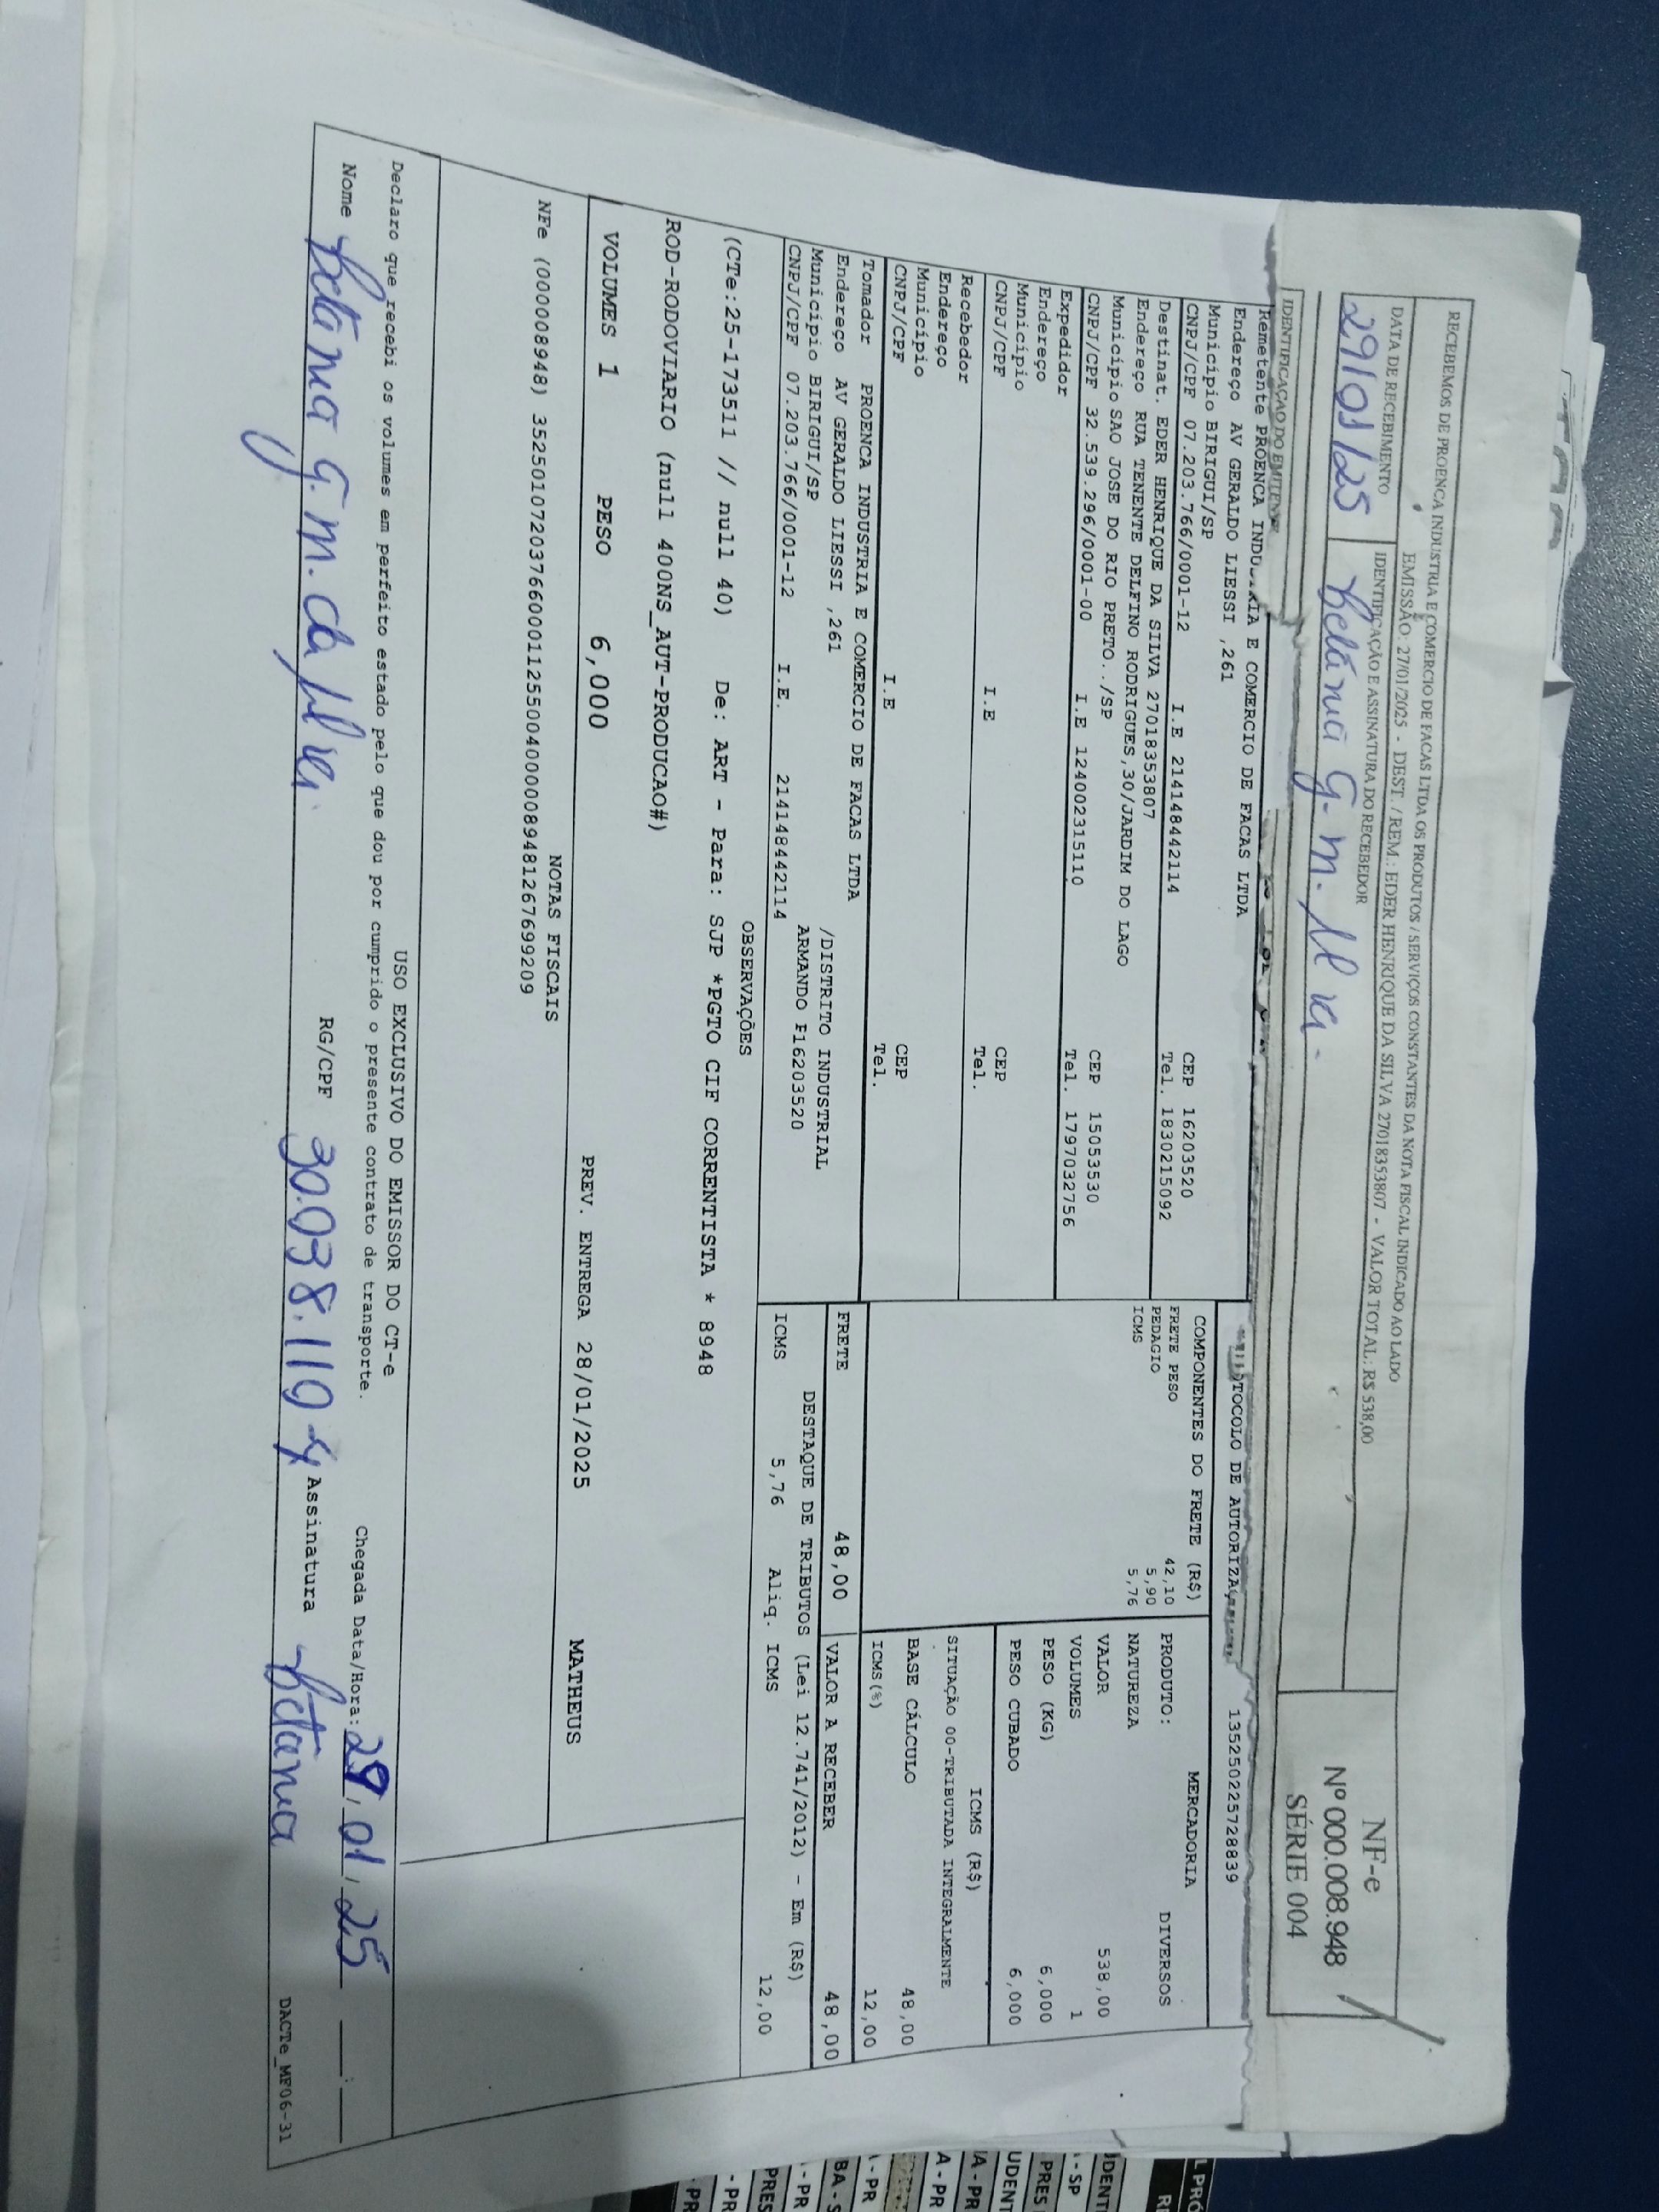 RECEBEMOS DE PROENCA INDUSTRIA E COMERCIO DE FACAS LTDA OS PRODUTOS / SERVIÇOS CONSTANTES DA NOTA FISCAL INDICADO AO LADO
EMISSÃO: 27/01/2025 - DEST. / REM.: EDER HENRIQUE DA SILVA 27018353807 - VALOR TOTAL: R$ 538,00
DATA DE RECEBIMENTO
IDENTIFICAÇÃO E ASSINATURA DO RECEBEDOR
29/01/25 betânia g. m.
NF-e
Nº 000.008.948
SÉRIE 004
IDENTIFICAÇÃO DO EMITENTE
TOCOLO DE AUTORIZAÇ 135250225728839
Remetente PROENCA INDUSTRIA E COMERCIO DE FACAS LTDA
Endereço AV GERALDO LIESSI ,261
Município BIRIGUI/SP CEP 16203520
CNPJ/CPF 07.203.766/0001-12 I.E 214148442114 Tel. 1830215092
Destinat. EDER HENRIQUE DA SILVA 27018353807
Endereço RUA TENENTE DELFINO RODRIGUES,30/JARDIM DO LAGO
Município SAO JOSE DO RIO PRETO../SP CEP 15053530
CNPJ/CPF 32.539.296/0001-00 I.E 124002315110 Tel. 1797032756
Expedidor
Endereço
Município CEP
CNPJ/CPF I.E Tel.
Recebedor
Endereço
Município CEP
CNPJ/CPF I.E Tel.
Tomador PROENCA INDUSTRIA E COMERCIO DE FACAS LTDA
Endereço AV GERALDO LIESSI ,261 /DISTRITO INDUSTRIAL
Município BIRIGUI/SP ARMANDO F16203520
CNPJ/CPF 07.203.766/0001-12 I.E. 214148442114
COMPONENTES DO FRETE (R$)
FRETE PESO 42,10
PEDAGIO 5,90
ICMS 5,76
MERCADORIA
PRODUTO: DIVERSOS
NATUREZA
VALOR 538,00
VOLUMES 1
PESO (KG) 6,000
PESO CUBADO 6,000
ICMS (R$)
SITUAÇÃO 00-TRIBUTADA INTEGRALMENTE
BASE CÁLCULO 48,00
ICMS(%) 12,00
FRETE 48,00 VALOR A RECEBER 48,00
DESTAQUE DE TRIBUTOS (Lei 12.741/2012) - Em (R$)
ICMS 5,76 Aliq. ICMS 12,00
OBSERVAÇÕES
(CTe:25-173511 // null 40) De: ART - Para: SJP *PGTO CIF CORRENTISTA * 8948
ROD-RODOVIARIO (null 400NS_AUT-PRODUCAO#)
VOLUMES 1 PESO 6,000 PREV. ENTREGA 28/01/2025 MATHEUS
NOTAS FISCAIS
NFe (000008948) 35250107203766000112550040000089481267699209
USO EXCLUSIVO DO EMISSOR DO CT-e
Declaro que recebi os volumes em perfeito estado pelo que dou por cumprido o presente contrato de transporte.
Chegada Data/Hora: 29/01/25 __:__
Nome betânia g. m. da RG/CPF 30.038.110 Assinatura betania
DACTe_MF06-31